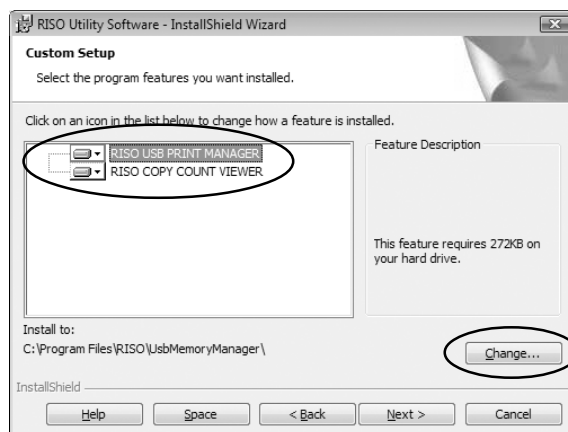 RISO Utility Software - InstallShield Wizard
Custom Setup
Select the program features you want installed.
Click on an icon in the list below to change how a feature is installed.
RISO USB PRINT MANAGER
RISO COPY COUNT VIEWER
Feature Description
This feature requires 272KB on
your hard drive.
Install to:
C:\Program Files\RISO\UsbMemoryManager\
Change...
InstallShield
Help Space < Back Next > Cancel